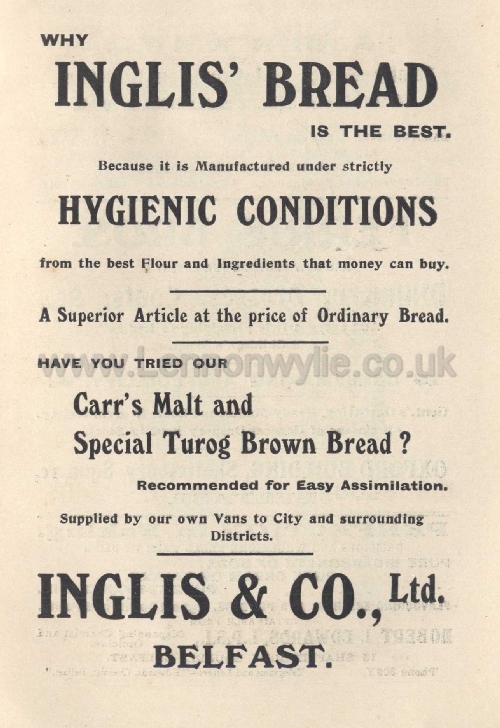 WHY
INGLIS' BREAD
IS THE BEST.
Because it is Manufactured under strictly
HYGIENIC CONDITIONS
from the best Flour and Ingredients that money can buy.
A Superior Article at the price of Ordinary Bread.
www.Lennonwylie.co.uk
HAVE YOU TRIED OUR
Carr's Malt and
Special Turog Brown Bread ?
Recommended for Easy Assimilation.
Supplied by our own Vans to City and surrounding
Districts.
INGLIS & CO., Ltd.
BELFAST.